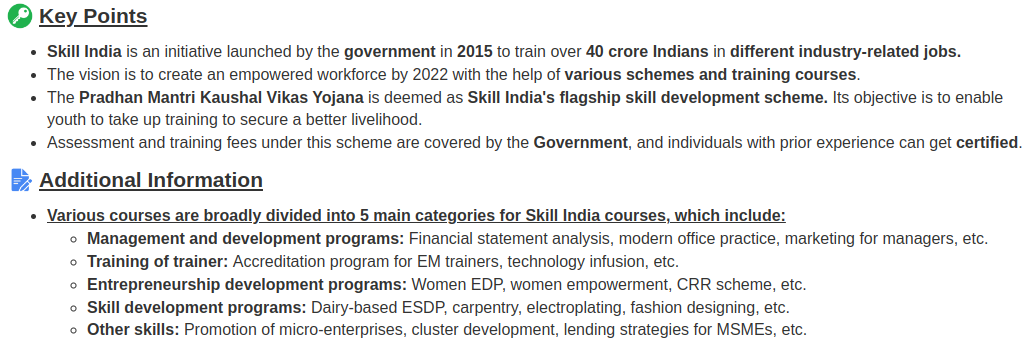 Key Points
Skill India is an initiative launched by the government in 2015 to train over 40 crore Indians in different industry-related jobs.
The vision is to create an empowered workforce by 2022 with the help of various schemes and training courses.
The Pradhan Mantri Kaushal Vikas Yojana is deemed as Skill India's flagship skill development scheme. Its objective is to enable
youth to take up training to secure a better livelihood.
Assessment and training fees under this scheme are covered by the Government, and individuals with prior experience can get certified.
Additional Information
Various courses are broadly divided into 5 main categories for Skill India courses, which include:
Management and development programs: Financial statement analysis, modern office practice, marketing for managers, etc.
Training of trainer: Accreditation program for EM trainers, technology infusion, etc.
Entrepreneurship development programs: Women EDP, women empowerment, CRR scheme, etc.
Skill development programs: Dairy-based ESDP, carpentry, electroplating, fashion designing, etc.
Other skills: Promotion of micro-enterprises, cluster development, lending strategies for MSMEs, etc.